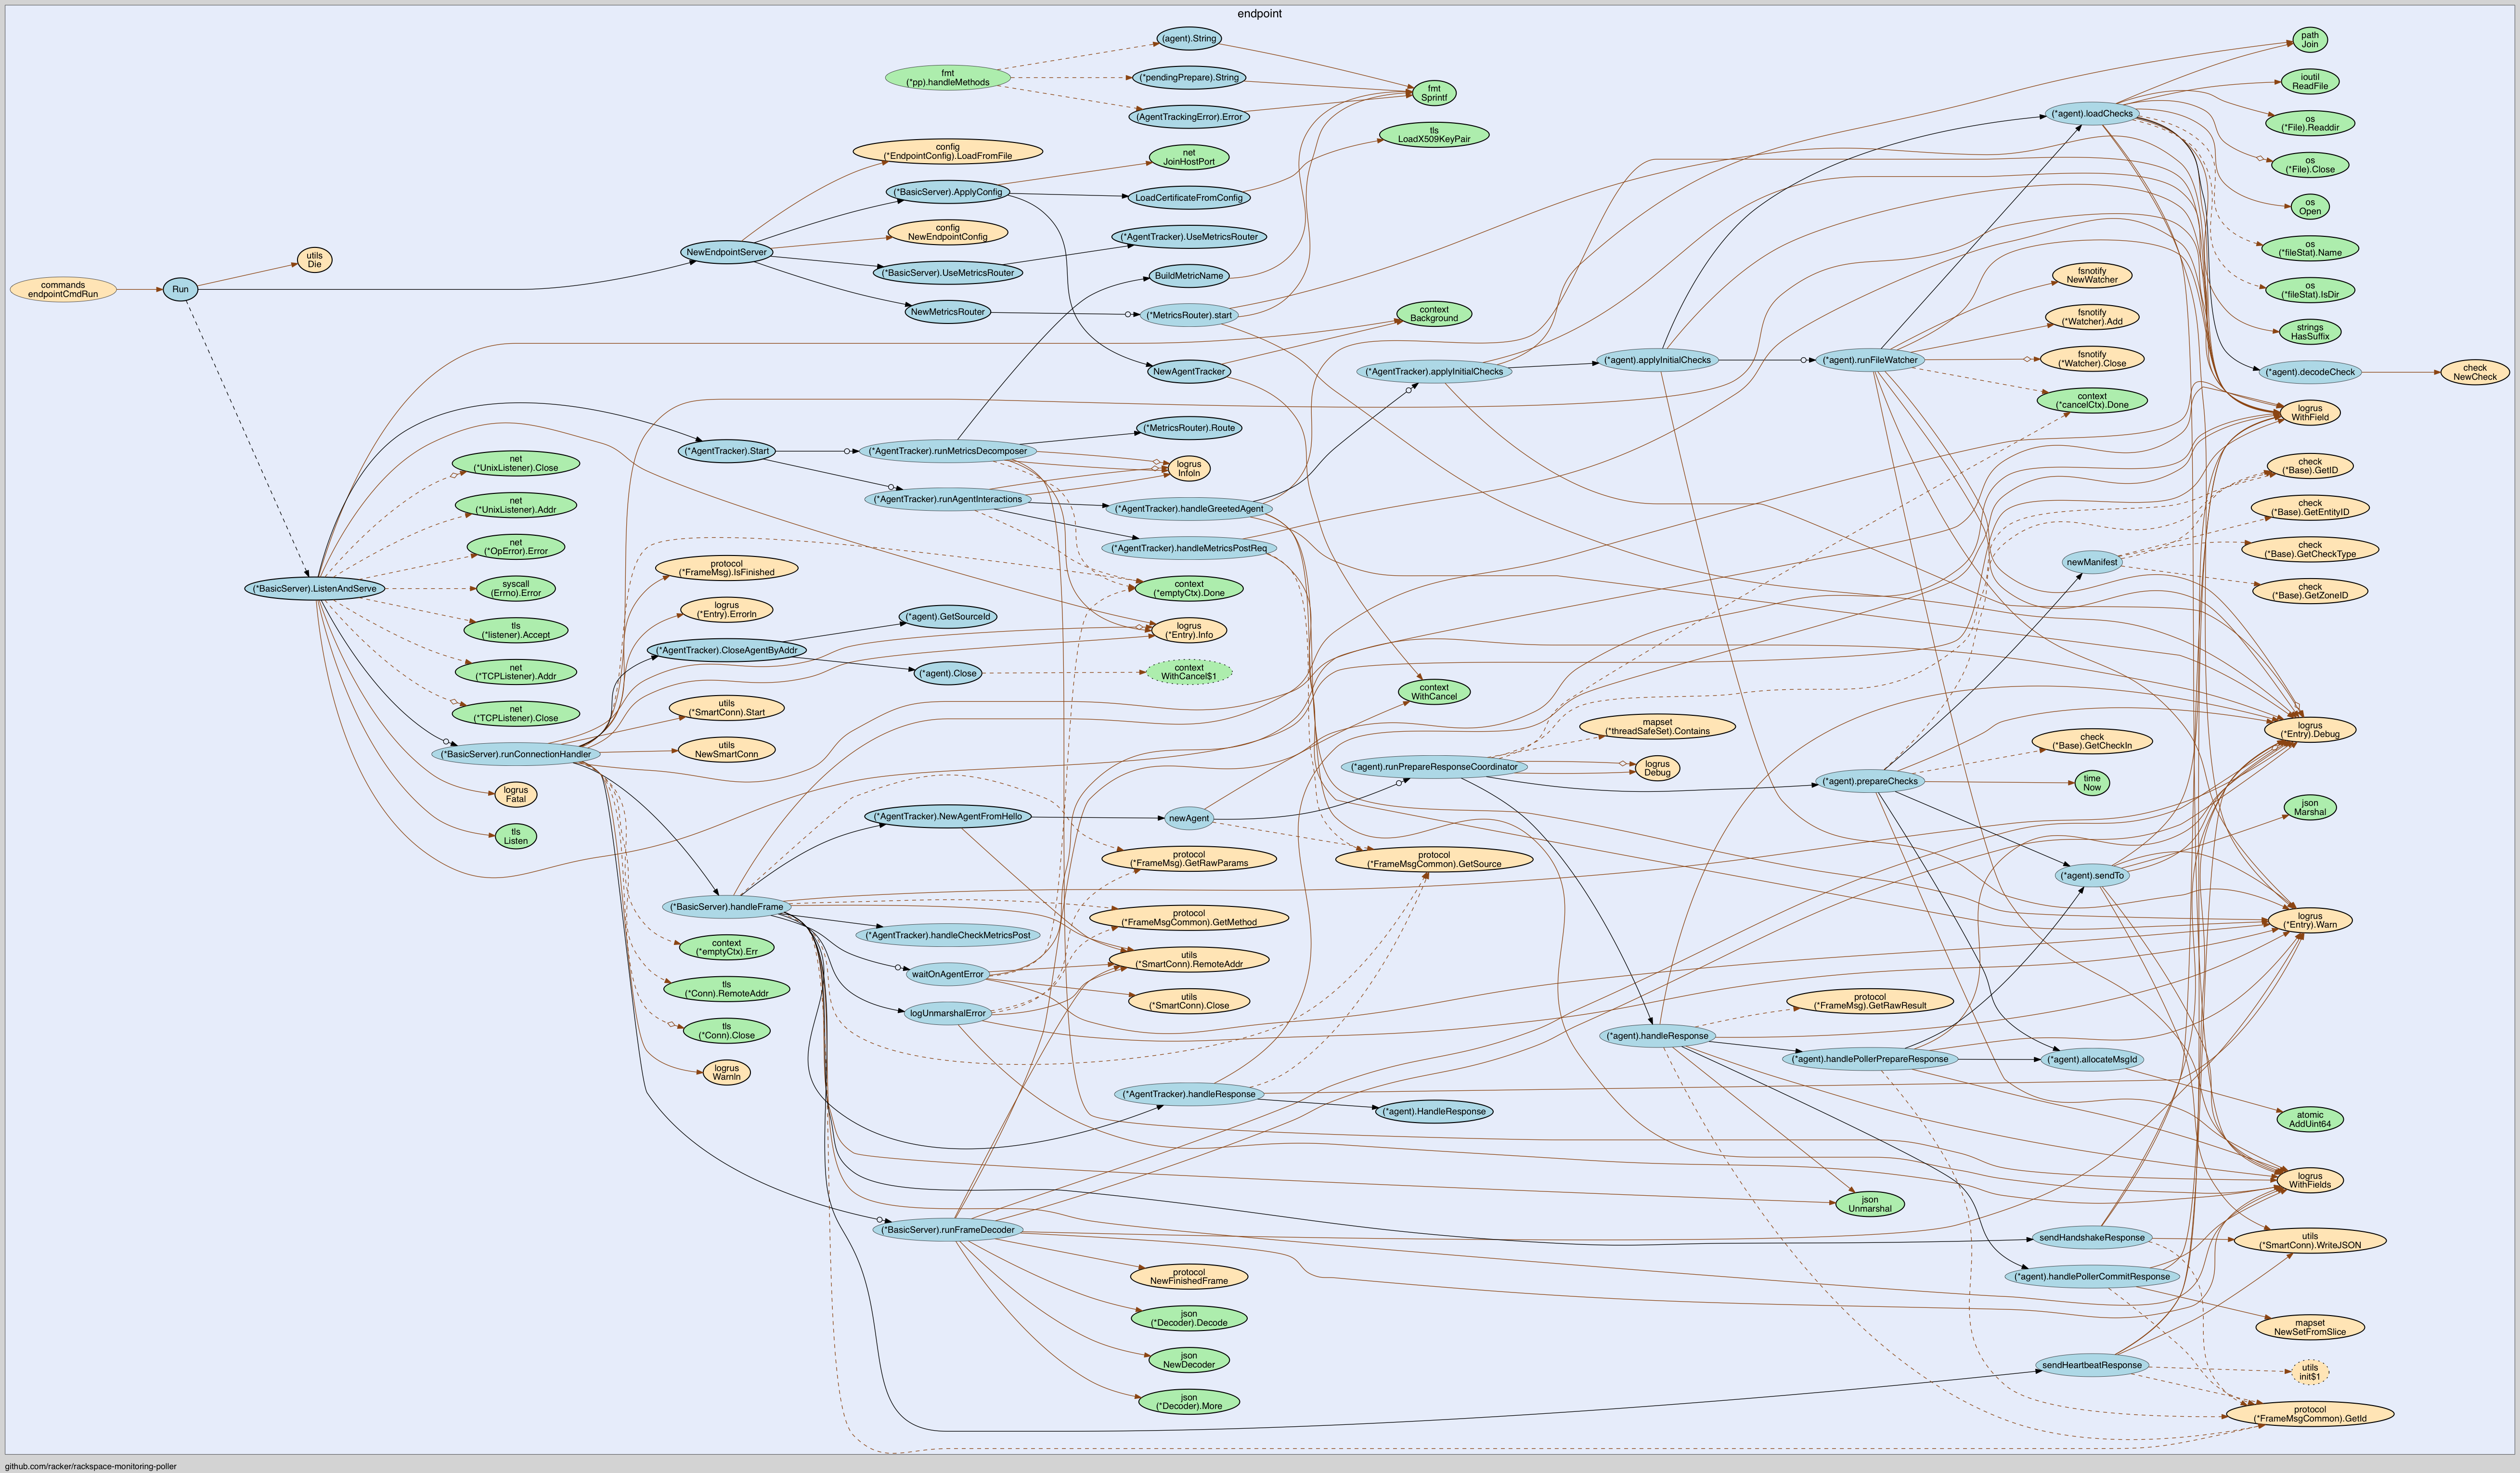 endpoint
commands
endpointCmdRun
Run
utils
Die
(*BasicServer).ListenAndServe
net
(*UnixListener).Close
net
(*UnixListener).Addr
net
(*OpError).Error
syscall
(Errno).Error
tls
(*listener).Accept
net
(*TCPListener).Addr
net
(*TCPListener).Close
(*BasicServer).runConnectionHandler
logrus
Fatal
tls
Listen
NewEndpointServer
(*AgentTracker).Start
protocol
(*FrameMsg).IsFinished
logrus
(*Entry).Errorln
(*AgentTracker).CloseAgentByAddr
utils
(*SmartConn).Start
utils
NewSmartConn
(*BasicServer).handleFrame
context
(*emptyCtx).Err
tls
(*Conn).RemoteAddr
tls
(*Conn).Close
logrus
Warnln
fmt
(*pp).handleMethods
config
(*EndpointConfig).LoadFromFile
(*BasicServer).ApplyConfig
config
NewEndpointConfig
(*BasicServer).UseMetricsRouter
NewMetricsRouter
(*AgentTracker).runMetricsDecomposer
(*AgentTracker).runAgentInteractions
(*agent).GetSourceId
(*agent).Close
(*AgentTracker).NewAgentFromHello
(*AgentTracker).handleCheckMetricsPost
waitOnAgentError
logUnmarshalError
(*BasicServer).runFrameDecoder
(agent).String
(*pendingPrepare).String
(AgentTrackingError).Error
net
JoinHostPort
LoadCertificateFromConfig
(*AgentTracker).UseMetricsRouter
BuildMetricName
(*MetricsRouter).start
NewAgentTracker
(*MetricsRouter).Route
logrus
Infoln
(*AgentTracker).handleGreetedAgent
(*AgentTracker).handleMetricsPostReq
context
(*emptyCtx).Done
logrus
(*Entry).Info
context
WithCancel$1
newAgent
protocol
(*FrameMsg).GetRawParams
protocol
(*FrameMsgCommon).GetMethod
utils
(*SmartConn).RemoteAddr
utils
(*SmartConn).Close
(*AgentTracker).handleResponse
protocol
NewFinishedFrame
json
(*Decoder).Decode
json
NewDecoder
json
(*Decoder).More
fmt
Sprintf
tls
LoadX509KeyPair
context
Background
(*AgentTracker).applyInitialChecks
context
WithCancel
(*agent).runPrepareResponseCoordinator
protocol
(*FrameMsgCommon).GetSource
(*agent).HandleResponse
(*agent).applyInitialChecks
mapset
(*threadSafeSet).Contains
logrus
Debug
(*agent).handleResponse
(*agent).runFileWatcher
(*agent).prepareChecks
protocol
(*FrameMsg).GetRawResult
(*agent).handlePollerPrepareResponse
json
Unmarshal
(*agent).loadChecks
fsnotify
NewWatcher
fsnotify
(*Watcher).Add
fsnotify
(*Watcher).Close
context
(*cancelCtx).Done
newManifest
check
(*Base).GetCheckIn
time
Now
(*agent).sendTo
(*agent).allocateMsgId
sendHandshakeResponse
(*agent).handlePollerCommitResponse
sendHeartbeatResponse
path
Join
ioutil
ReadFile
os
(*File).Readdir
os
(*File).Close
os
Open
os
(*fileStat).Name
os
(*fileStat).IsDir
strings
HasSuffix
(*agent).decodeCheck
check
NewCheck
logrus
WithField
check
(*Base).GetID
check
(*Base).GetEntityID
check
(*Base).GetCheckType
check
(*Base).GetZoneID
logrus
(*Entry).Debug
json
Marshal
logrus
(*Entry).Warn
atomic
AddUint64
logrus
WithFields
utils
(*SmartConn).WriteJSON
mapset
NewSetFromSlice
utils
init$1
protocol
(*FrameMsgCommon).GetId
github.com/racker/rackspace-monitoring-poller